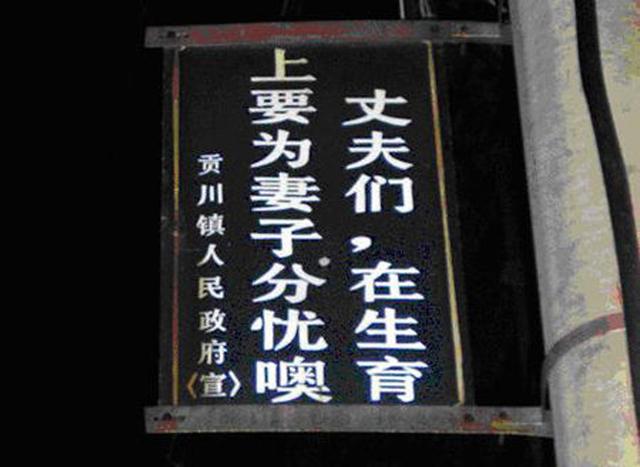 丈夫们，在生育
上要为妻子分忧噢
贡川镇人民政府〈宣〉